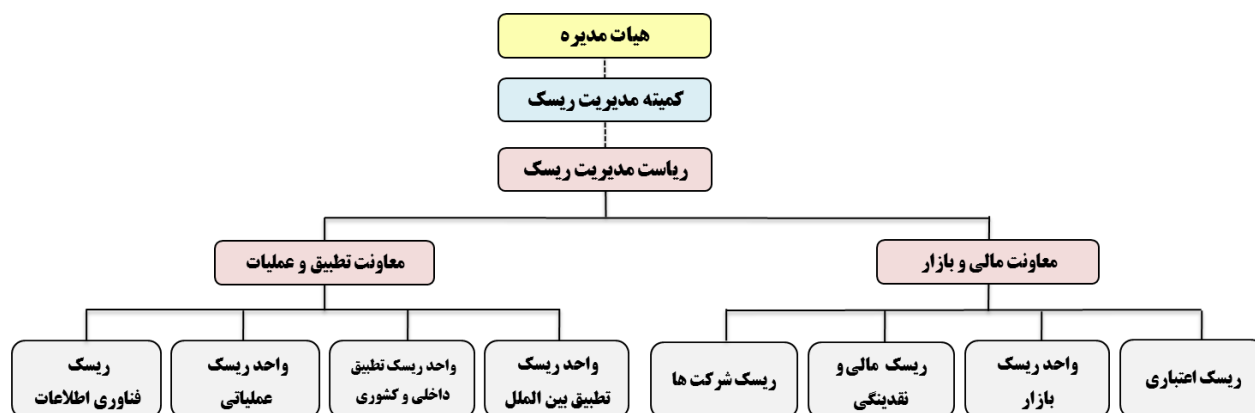 هیات مدیره
کمیته مدیریت ریسک
ریاست مدیریت ریسک
معاونت مالی و بازار
معاونت تطبیق و عملیات
ریسک اعتباری
واحد ریسک
بازار
ریسک مالی و
نقدینگی
ریسک شرکت ها
واحد ریسک
تطبیق بین الملل
واحد ریسک تطبیق
داخلی و کشوری
واحد ریسک
عملیاتی
ریسک
فناوری اطلاعات